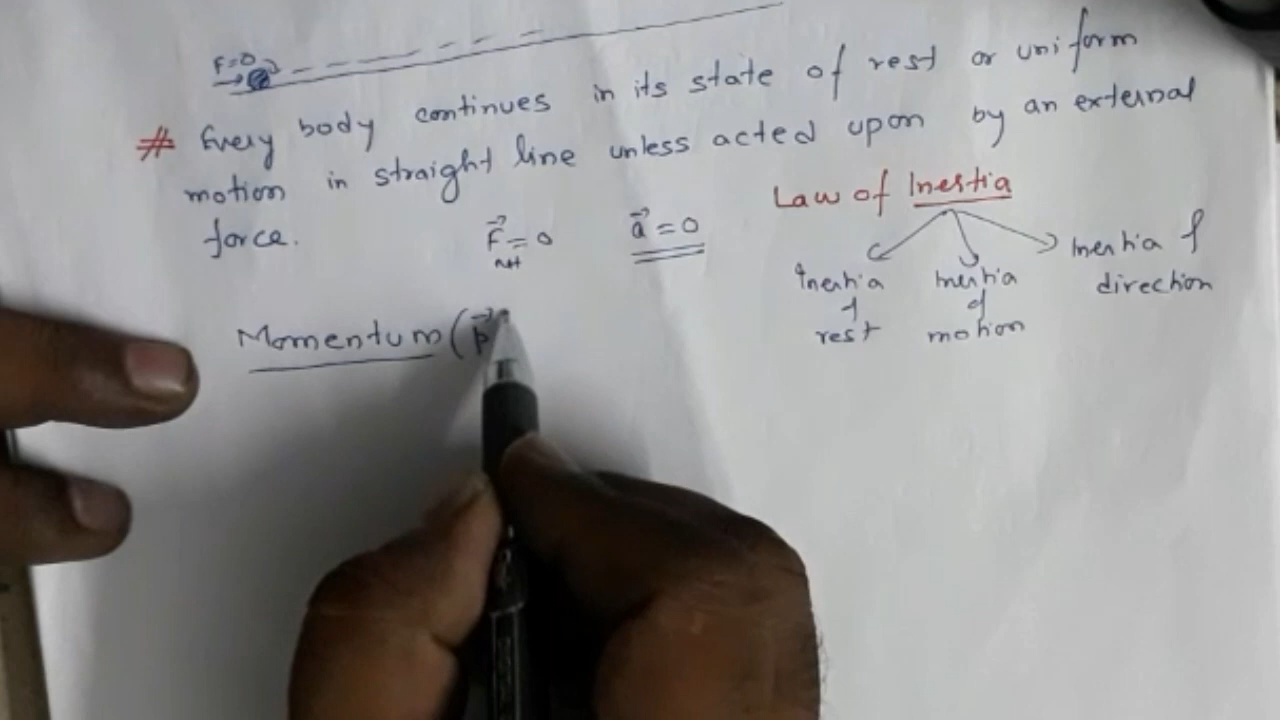 F=0
# Every body continues in its state of rest or uniform
motion in straight line unless acted upon by an external
force.
F⃗net = 0
a⃗ = 0
Law of Inertia
Inertia of rest
Inertia of motion
Inertia of direction
Momentum (p⃗